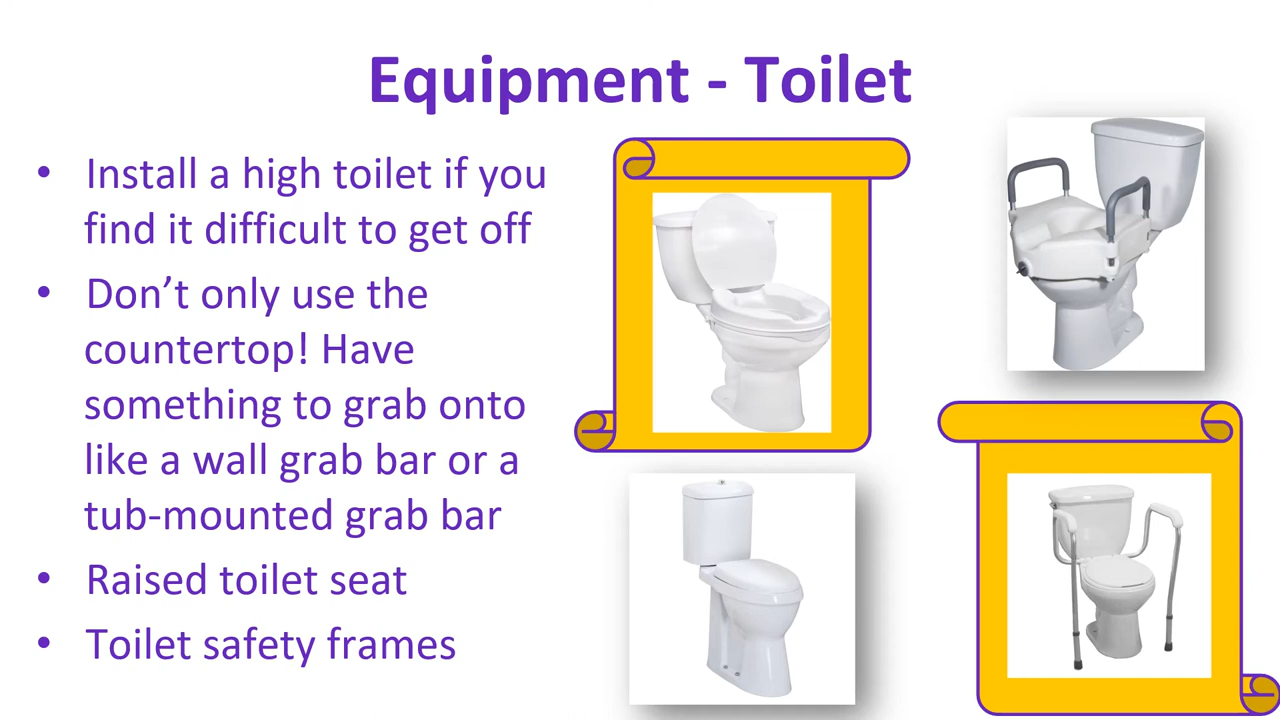 Equipment - Toilet
• Install a high toilet if you
find it difficult to get off
• Don’t only use the
countertop! Have
something to grab onto
like a wall grab bar or a
tub-mounted grab bar
• Raised toilet seat
• Toilet safety frames